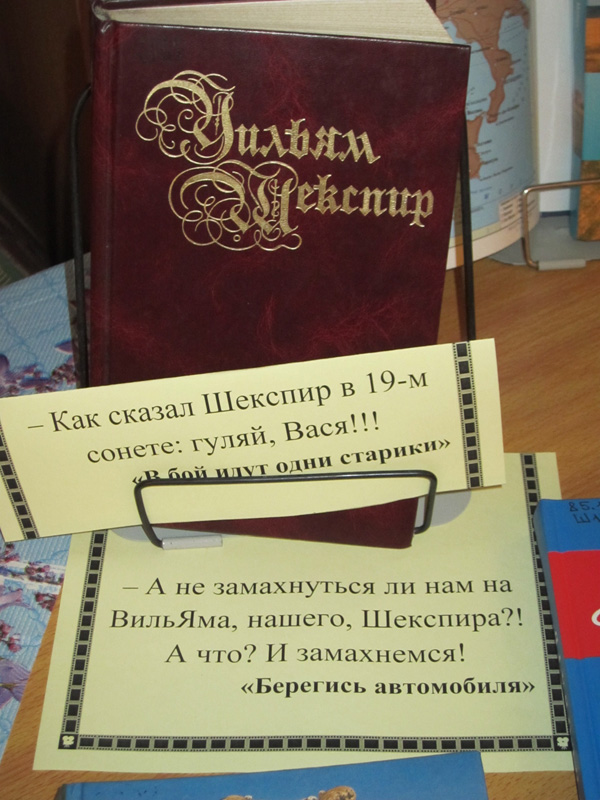 Уильям
Шекспир
– Как сказал Шекспир в 19-м
сонете: гуляй, Вася!!!
«В бой идут одни старики»
– А не замахнуться ли нам на
ВильЯма, нашего, Шекспира?!
А что? И замахнемся!
«Берегись автомобиля»